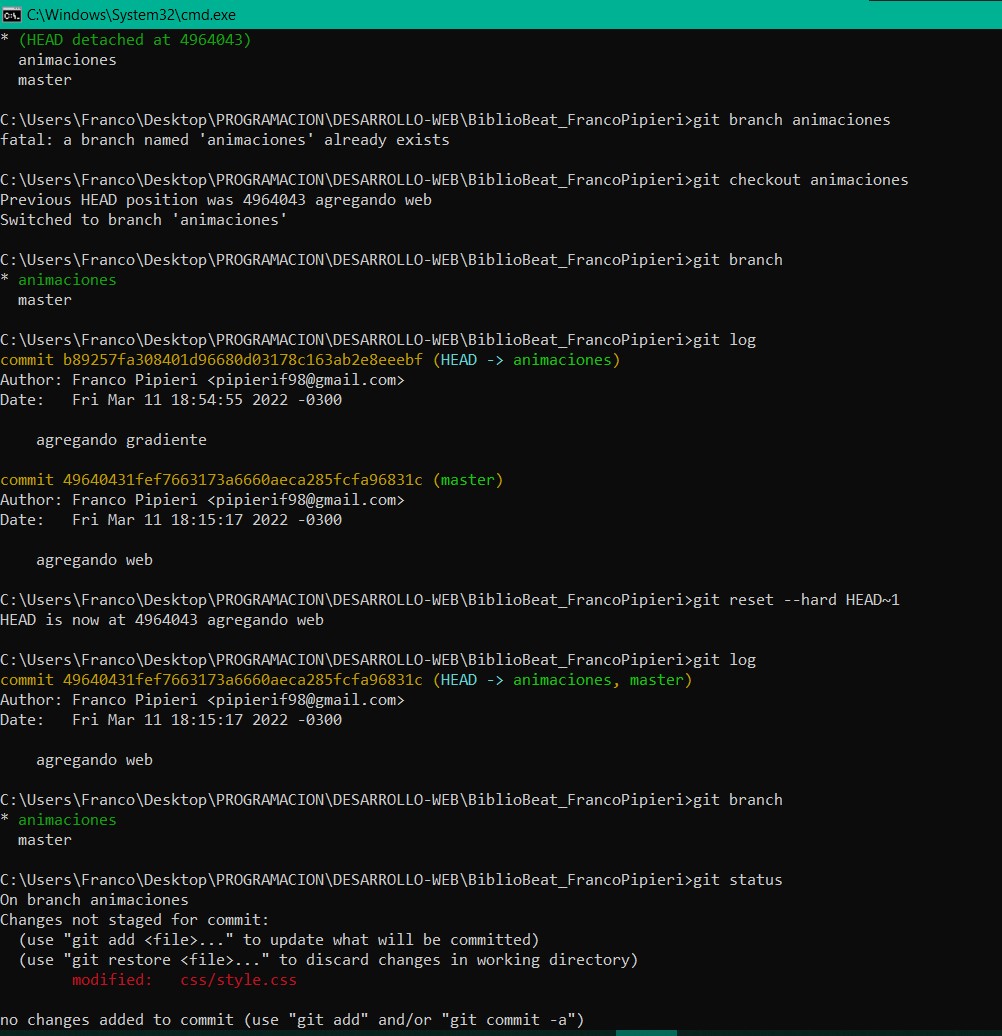 C:\Windows\System32\cmd.exe
* (HEAD detached at 4964043)
  animaciones
  master
C:\Users\Franco\Desktop\PROGRAMACION\DESARROLLO-WEB\BiblioBeat_FrancoPipieri>git branch animaciones
fatal: a branch named 'animaciones' already exists
C:\Users\Franco\Desktop\PROGRAMACION\DESARROLLO-WEB\BiblioBeat_FrancoPipieri>git checkout animaciones
Previous HEAD position was 4964043 agregando web
Switched to branch 'animaciones'
C:\Users\Franco\Desktop\PROGRAMACION\DESARROLLO-WEB\BiblioBeat_FrancoPipieri>git branch
* animaciones
  master
C:\Users\Franco\Desktop\PROGRAMACION\DESARROLLO-WEB\BiblioBeat_FrancoPipieri>git log
commit b89257fa308401d96680d03178c163ab2e8eeebf (HEAD -> animaciones)
Author: Franco Pipieri <pipierif98@gmail.com>
Date:   Fri Mar 11 18:54:55 2022 -0300
    agregando gradiente
commit 49640431fef7663173a6660aeca285fcfa96831c (master)
Author: Franco Pipieri <pipierif98@gmail.com>
Date:   Fri Mar 11 18:15:17 2022 -0300
    agregando web
C:\Users\Franco\Desktop\PROGRAMACION\DESARROLLO-WEB\BiblioBeat_FrancoPipieri>git reset --hard HEAD~1
HEAD is now at 4964043 agregando web
C:\Users\Franco\Desktop\PROGRAMACION\DESARROLLO-WEB\BiblioBeat_FrancoPipieri>git log
commit 49640431fef7663173a6660aeca285fcfa96831c (HEAD -> animaciones, master)
Author: Franco Pipieri <pipierif98@gmail.com>
Date:   Fri Mar 11 18:15:17 2022 -0300
    agregando web
C:\Users\Franco\Desktop\PROGRAMACION\DESARROLLO-WEB\BiblioBeat_FrancoPipieri>git branch
* animaciones
  master
C:\Users\Franco\Desktop\PROGRAMACION\DESARROLLO-WEB\BiblioBeat_FrancoPipieri>git status
On branch animaciones
Changes not staged for commit:
  (use "git add <file>..." to update what will be committed)
  (use "git restore <file>..." to discard changes in working directory)
        modified:   css/style.css
no changes added to commit (use "git add" and/or "git commit -a")